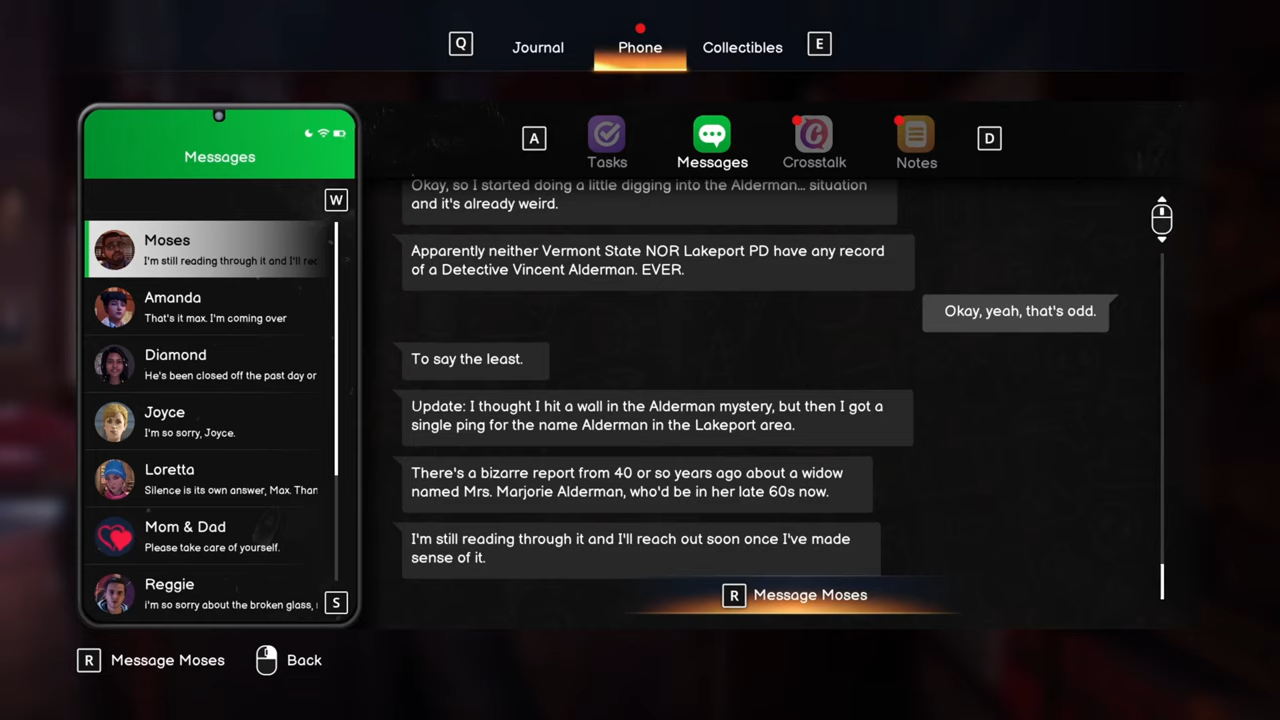 Q
Journal
Phone
Collectibles
E
Messages
W
Moses
I'm still reading through it and I'll rec
Amanda
That's it max. I'm coming over
Diamond
He's been closed off the past day or
Joyce
I'm so sorry, Joyce.
Loretta
Silence is its own answer, Max. Than
Mom & Dad
Please take care of yourself.
Reggie
i'm so sorry about the broken glass,
S
A
Tasks
Messages
Crosstalk
Notes
D
Okay, so I started doing a little digging into the Alderman... situation
and it's already weird.
Apparently neither Vermont State NOR Lakeport PD have any record
of a Detective Vincent Alderman. EVER.
Okay, yeah, that's odd.
To say the least.
Update: I thought I hit a wall in the Alderman mystery, but then I got a
single ping for the name Alderman in the Lakeport area.
There's a bizarre report from 40 or so years ago about a widow
named Mrs. Marjorie Alderman, who'd be in her late 60s now.
I'm still reading through it and I'll reach out soon once I've made
sense of it.
R Message Moses
R Message Moses
Back